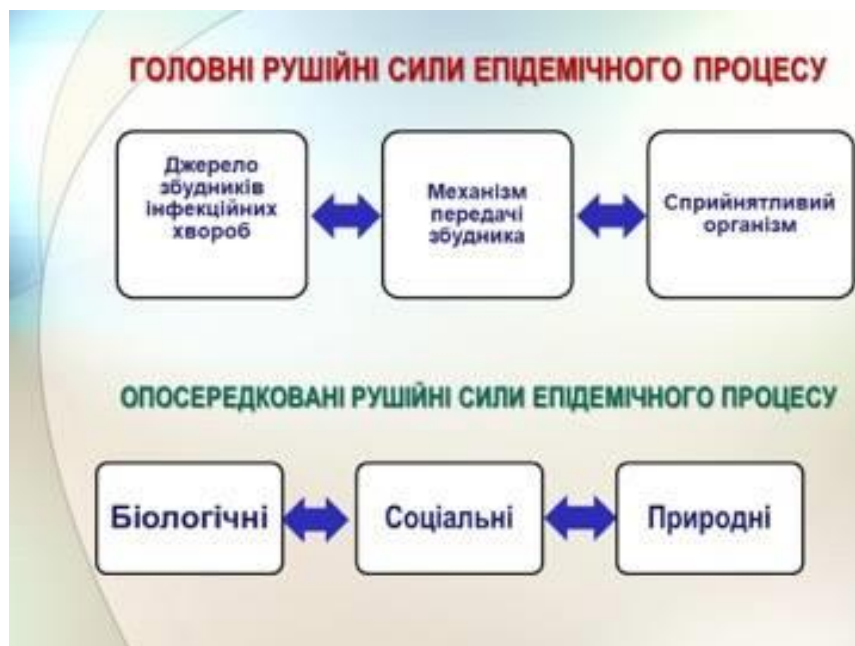 ГОЛОВНІ РУШІЙНІ СИЛИ ЕПІДЕМІЧНОГО ПРОЦЕСУ
Джерело
збудників
інфекційних
хвороб
Механізм
передачі
збудника
Сприйнятливий
організм
ОПОСЕРЕДКОВАНІ РУШІЙНІ СИЛИ ЕПІДЕМІЧНОГО ПРОЦЕСУ
Біологічні
Соціальні
Природні